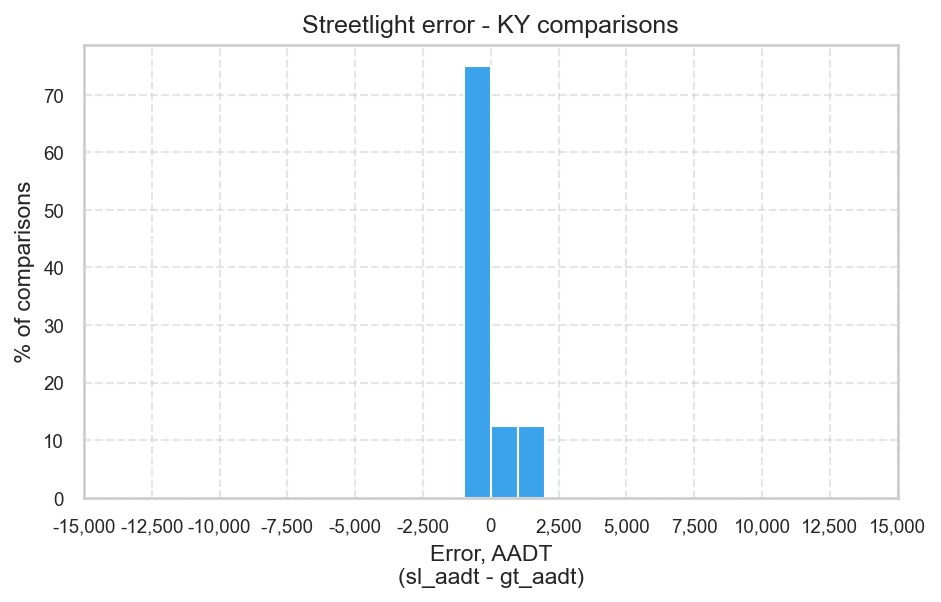 Streetlight error - KY comparisons
% of comparisons
70
60
50
40
30
20
10
0
-15,000 -12,500 -10,000 -7,500 -5,000 -2,500 0 2,500 5,000 7,500 10,000 12,500 15,000
Error, AADT
(sl_aadt - gt_aadt)